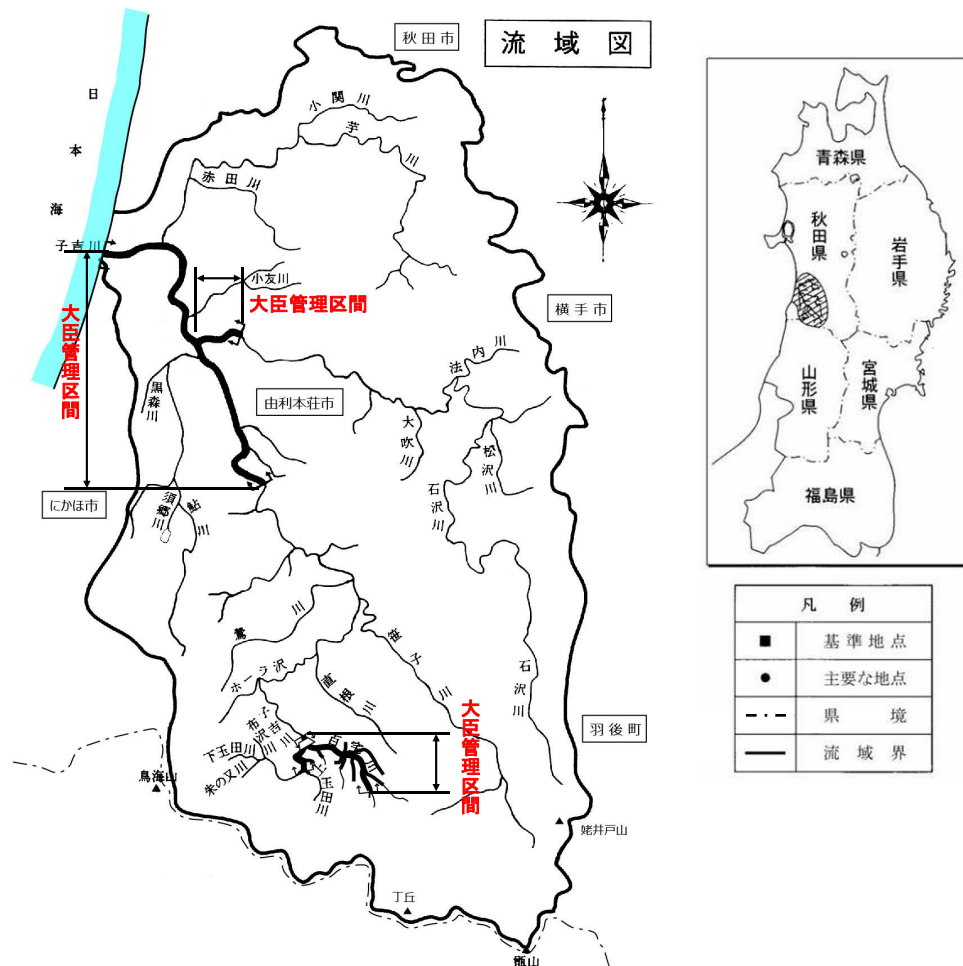 流域図
秋田市
日本海
小関川
芋川
赤田川
子吉川
小友川
大臣管理区間
大臣管理区間
横手市
法内川
黒森川
由利本荘市
大吹川
松沢川
石沢川
にかほ市
須郷川
鮎川
鶯川
笹子川
ホーラ沢
直根川
石沢川
大臣管理区間
羽後町
布沢川
子吉川
百宅川
下玉田川
上玉田川
朱の又川
鳥海山
姥井戸山
丁丘
甑山
青森県
秋田県
岩手県
山形県
宮城県
福島県
凡例
■ 基準地点
● 主要な地点
県境
流域界